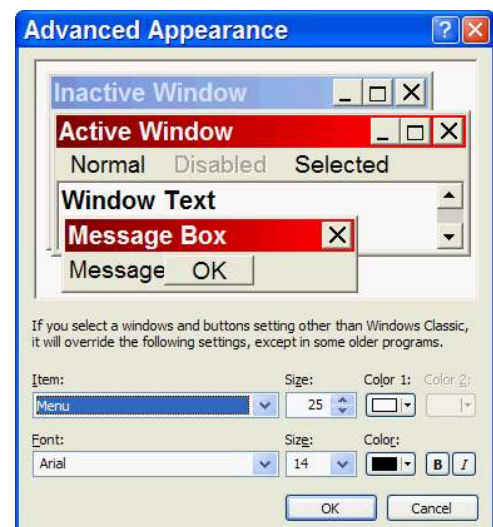 Advanced Appearance
Inactive Window
Active Window
Normal Disabled Selected
Window Text
Message Box
Message OK
If you select a windows and buttons setting other than Windows Classic,
it will override the following settings, except in some older programs.
Item: Size: Color 1: Color 2:
Menu 25
Font: Size: Color:
Arial 14 B I
OK Cancel